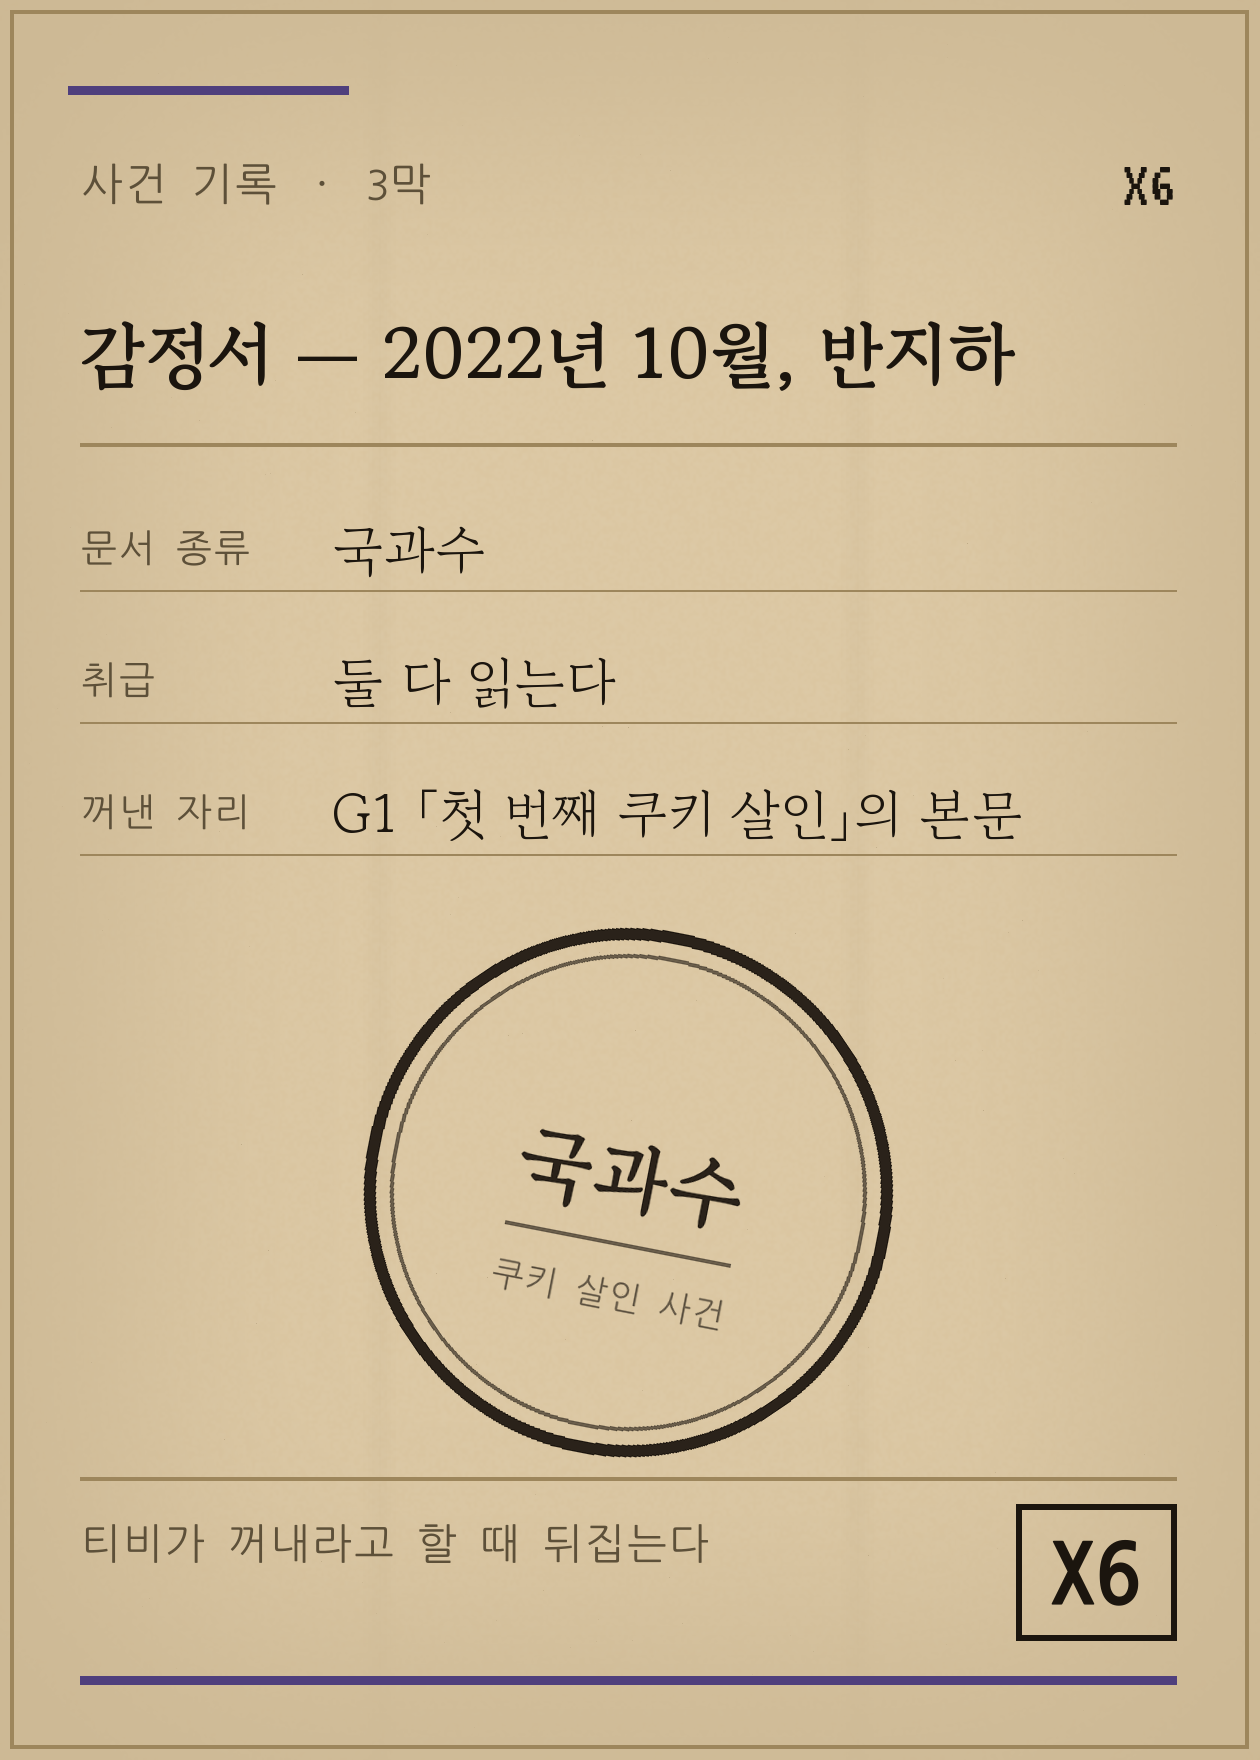 사건 기록 · 3막
X6
감정서 — 2022년 10월, 반지하
문서 종류 국과수
취급 둘 다 읽는다
꺼낸 자리 G1 「첫 번째 쿠키 살인」의 본문
국과수
쿠키 살인 사건
티비가 꺼내라고 할 때 뒤집는다
X6